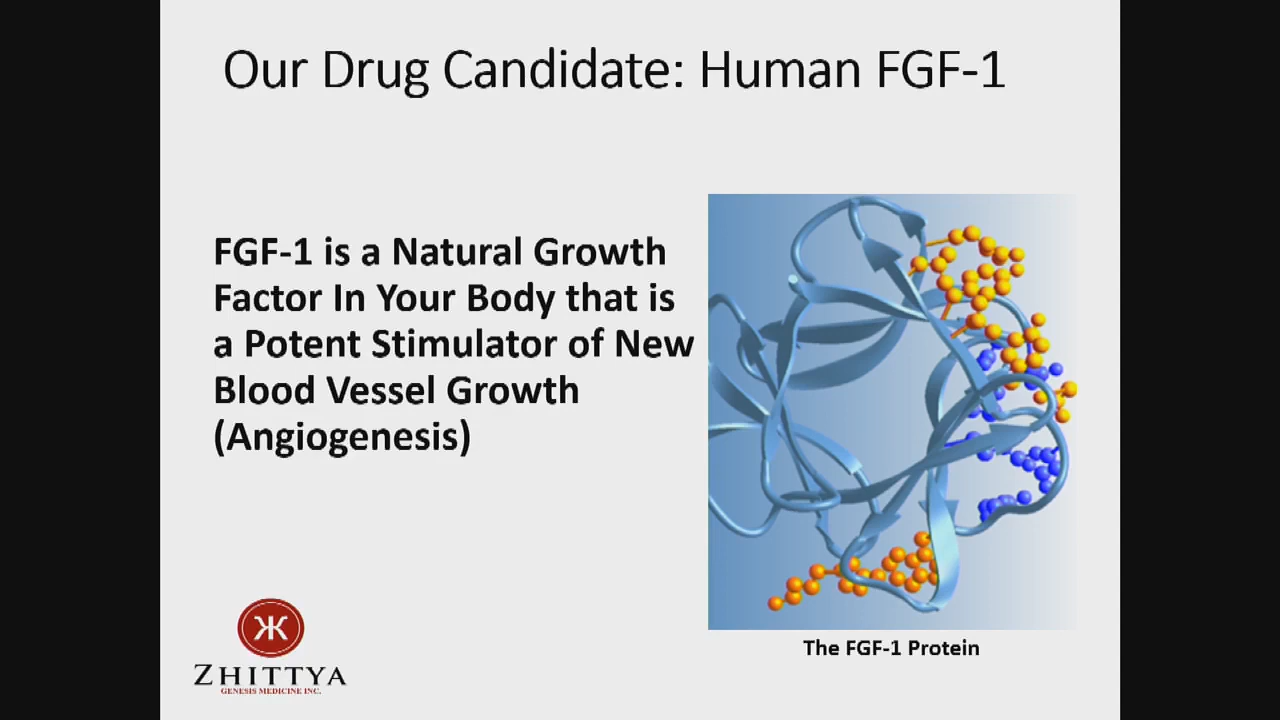 Our Drug Candidate: Human FGF-1
FGF-1 is a Natural Growth
Factor In Your Body that is
a Potent Stimulator of New
Blood Vessel Growth
(Angiogenesis)
The FGF-1 Protein
ZHITTYA
GENESIS MEDICINE INC.